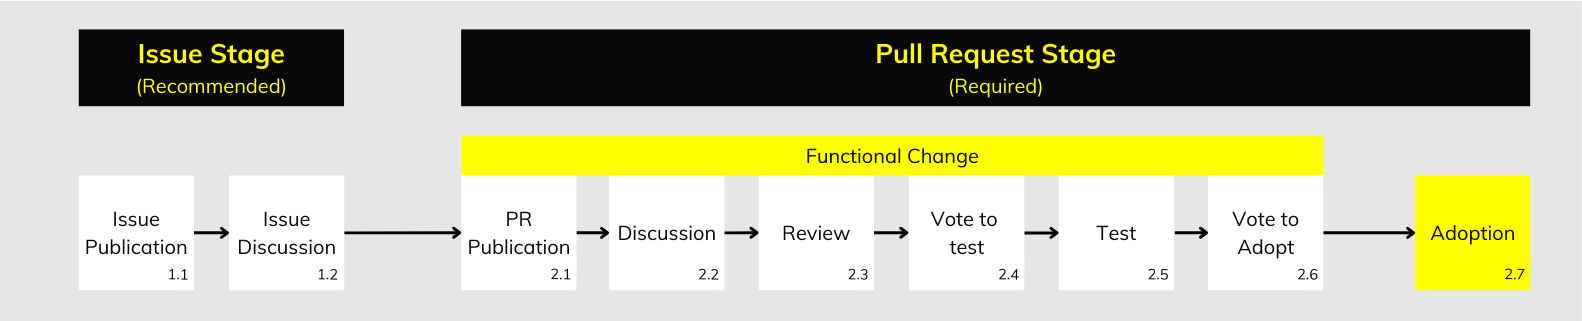 Issue Stage
(Recommended)
Pull Request Stage
(Required)
Functional Change
Issue
Publication
1.1
Issue
Discussion
1.2
PR
Publication
2.1
Discussion
2.2
Review
2.3
Vote to
test
2.4
Test
2.5
Vote to
Adopt
2.6
Adoption
2.7